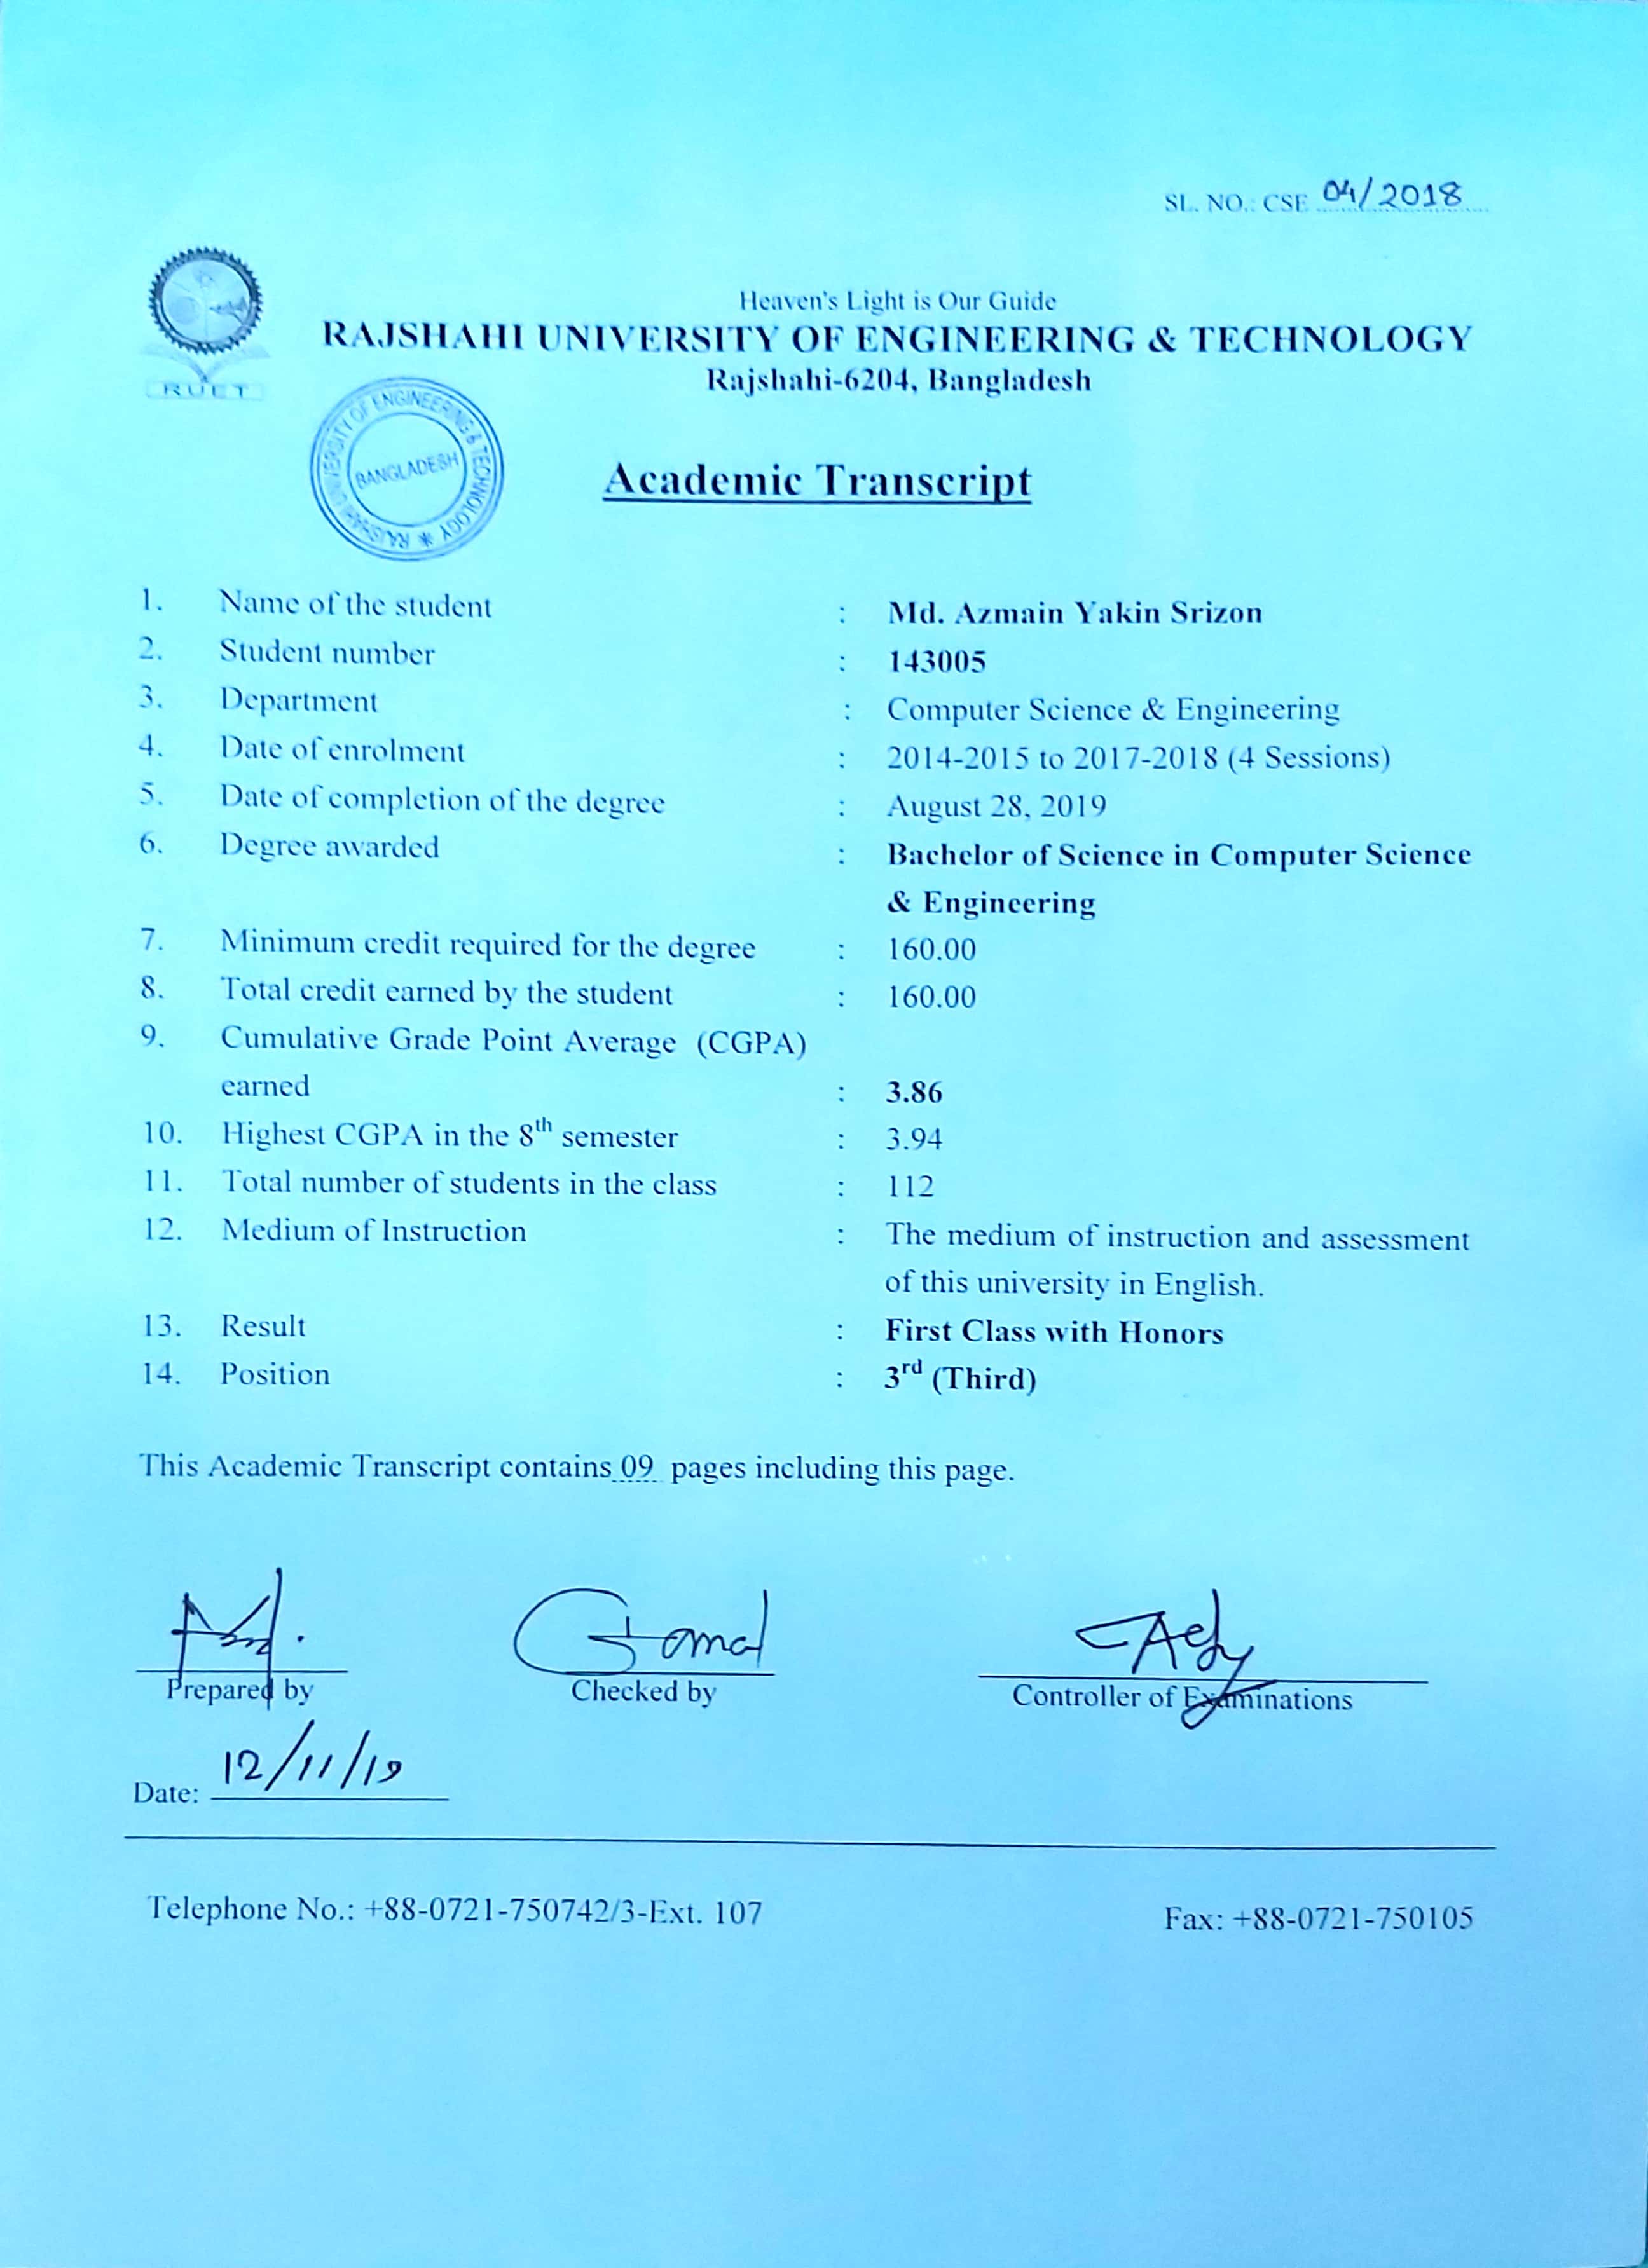 SL. NO.: CSE 04/2018
RUET
Heaven's Light is Our Guide
RAJSHAHI UNIVERSITY OF ENGINEERING & TECHNOLOGY
Rajshahi-6204, Bangladesh
RAJSHAHI UNIVERSITY OF ENGINEERING & TECHNOLOGY *
BANGLADESH
Academic Transcript
1. Name of the student : Md. Azmain Yakin Srizon
2. Student number : 143005
3. Department : Computer Science & Engineering
4. Date of enrolment : 2014-2015 to 2017-2018 (4 Sessions)
5. Date of completion of the degree : August 28, 2019
6. Degree awarded : Bachelor of Science in Computer Science
& Engineering
7. Minimum credit required for the degree : 160.00
8. Total credit earned by the student : 160.00
9. Cumulative Grade Point Average (CGPA)
earned : 3.86
10. Highest CGPA in the 8th semester : 3.94
11. Total number of students in the class : 112
12. Medium of Instruction : The medium of instruction and assessment
of this university in English.
13. Result : First Class with Honors
14. Position : 3rd (Third)
This Academic Transcript contains 09 pages including this page.
Prepared by Checked by Controller of Examinations
Date: 12/11/19
Telephone No.: +88-0721-750742/3-Ext. 107 Fax: +88-0721-750105